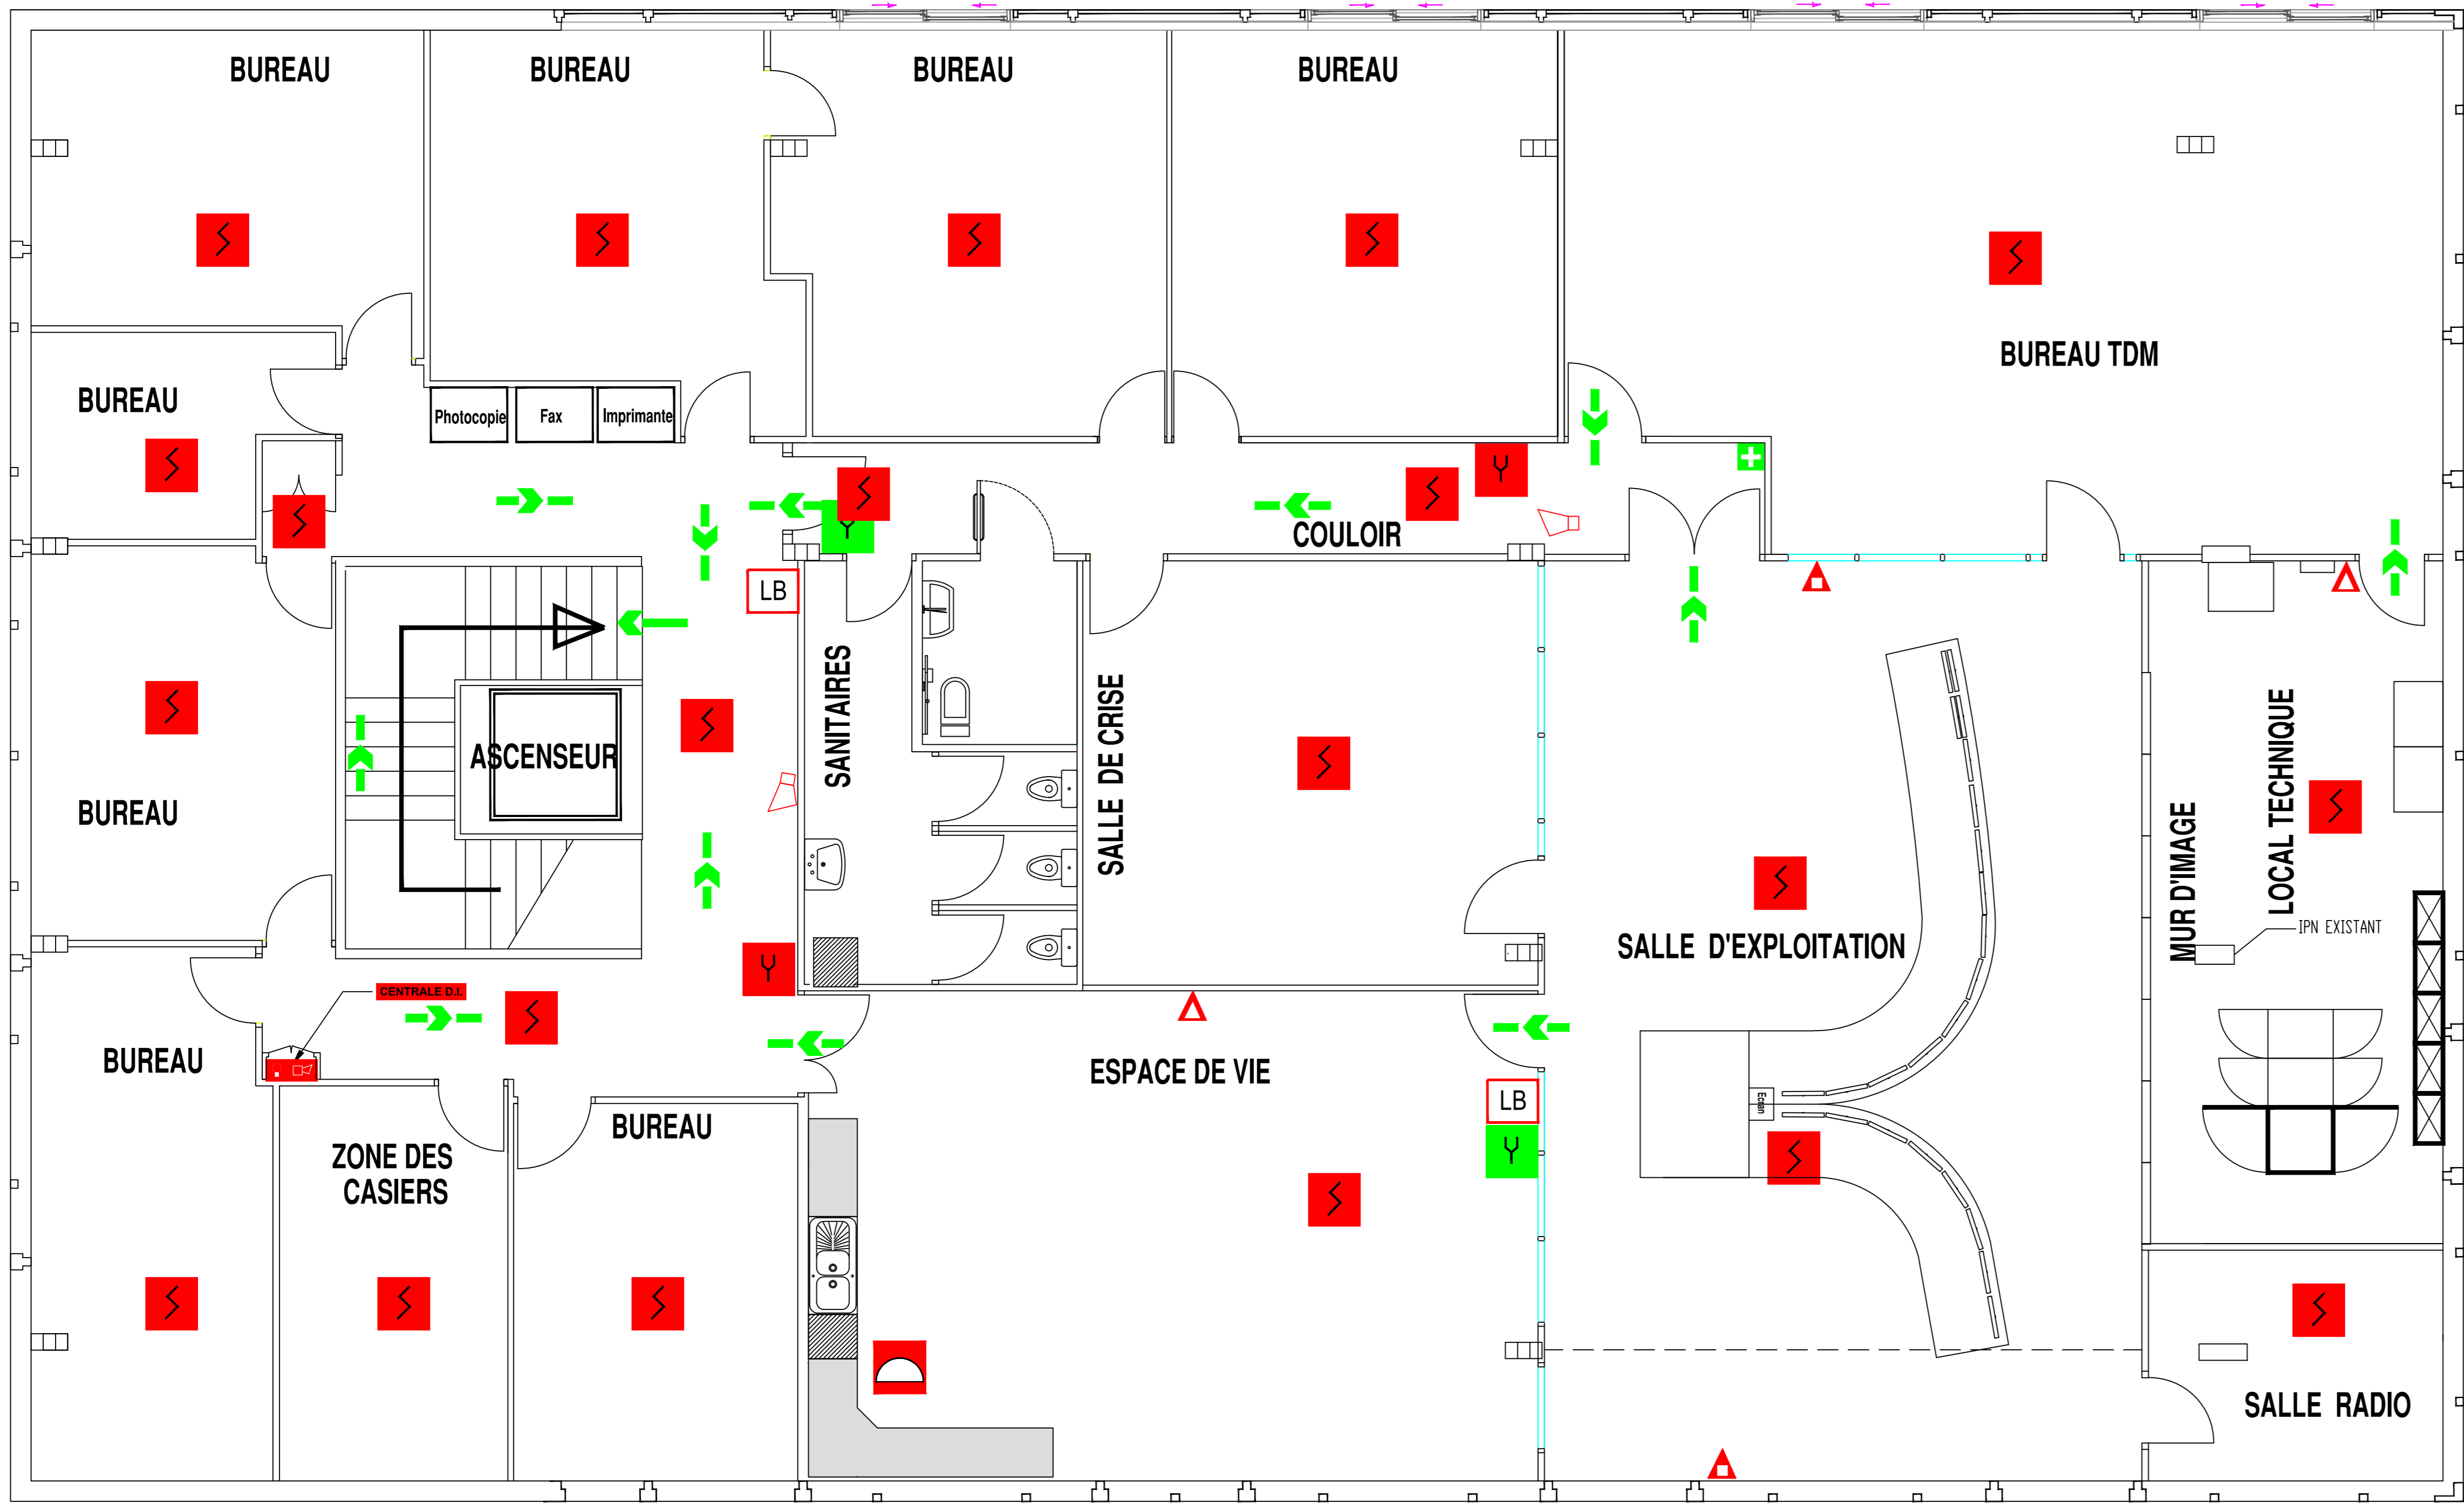 BUREAU
BUREAU
BUREAU
BUREAU
BUREAU TDM
BUREAU
Photocopie
Fax
Imprimante
COULOIR
LB
SANITAIRES
SALLE DE CRISE
ASCENSEUR
BUREAU
MUR D'IMAGE
LOCAL TECHNIQUE
IPN EXISTANT
SALLE D'EXPLOITATION
CENTRALE D.I.
BUREAU
ESPACE DE VIE
LB
Ecran
BUREAU
ZONE DES
CASIERS
SALLE RADIO